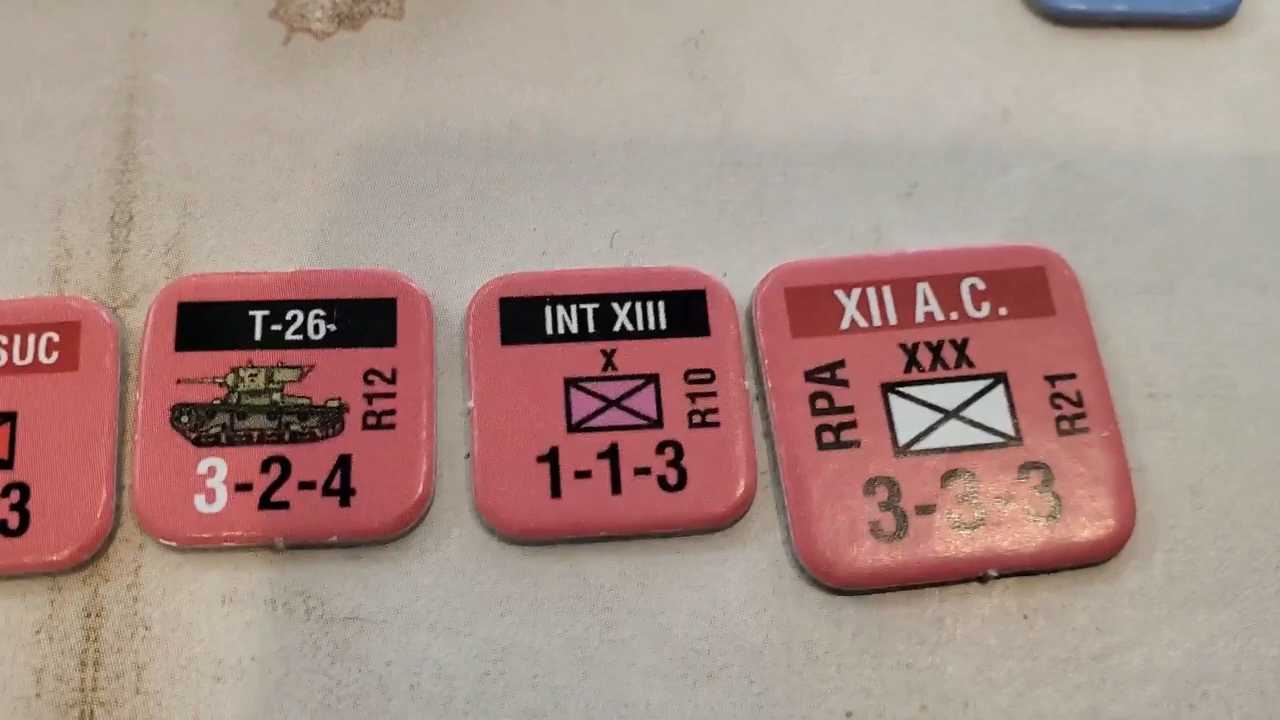 SUC
3
T-26
R12
3-2-4
INT XIII
X
R10
1-1-3
XII A.C.
XXX
RPA
R21
3-3-3